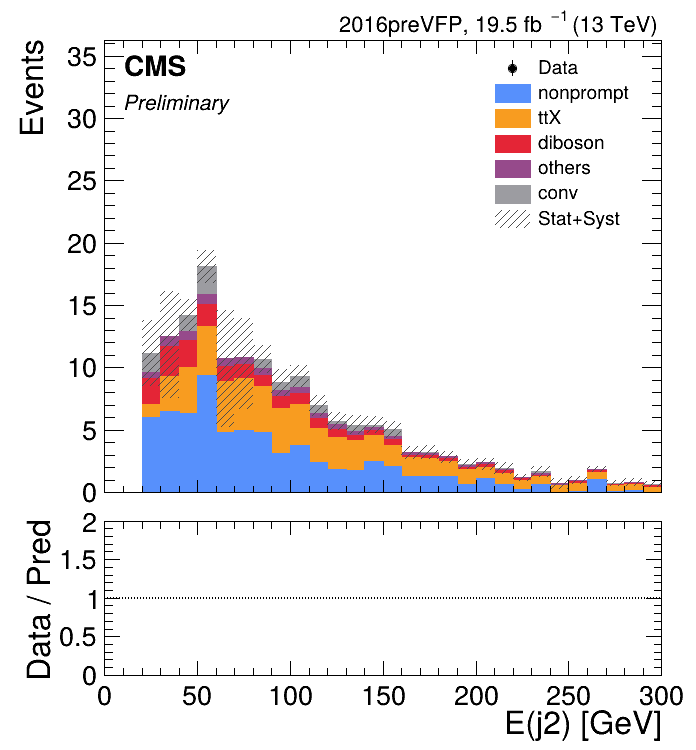 2016preVFP, 19.5 fb⁻¹ (13 TeV)
CMS
Preliminary
Events
35
30
25
20
15
10
5
0
Data
nonprompt
ttX
diboson
others
conv
Stat+Syst
Data / Pred
2
1.5
1
0.5
0
0 50 100 150 200 250 300
E(j2) [GeV]